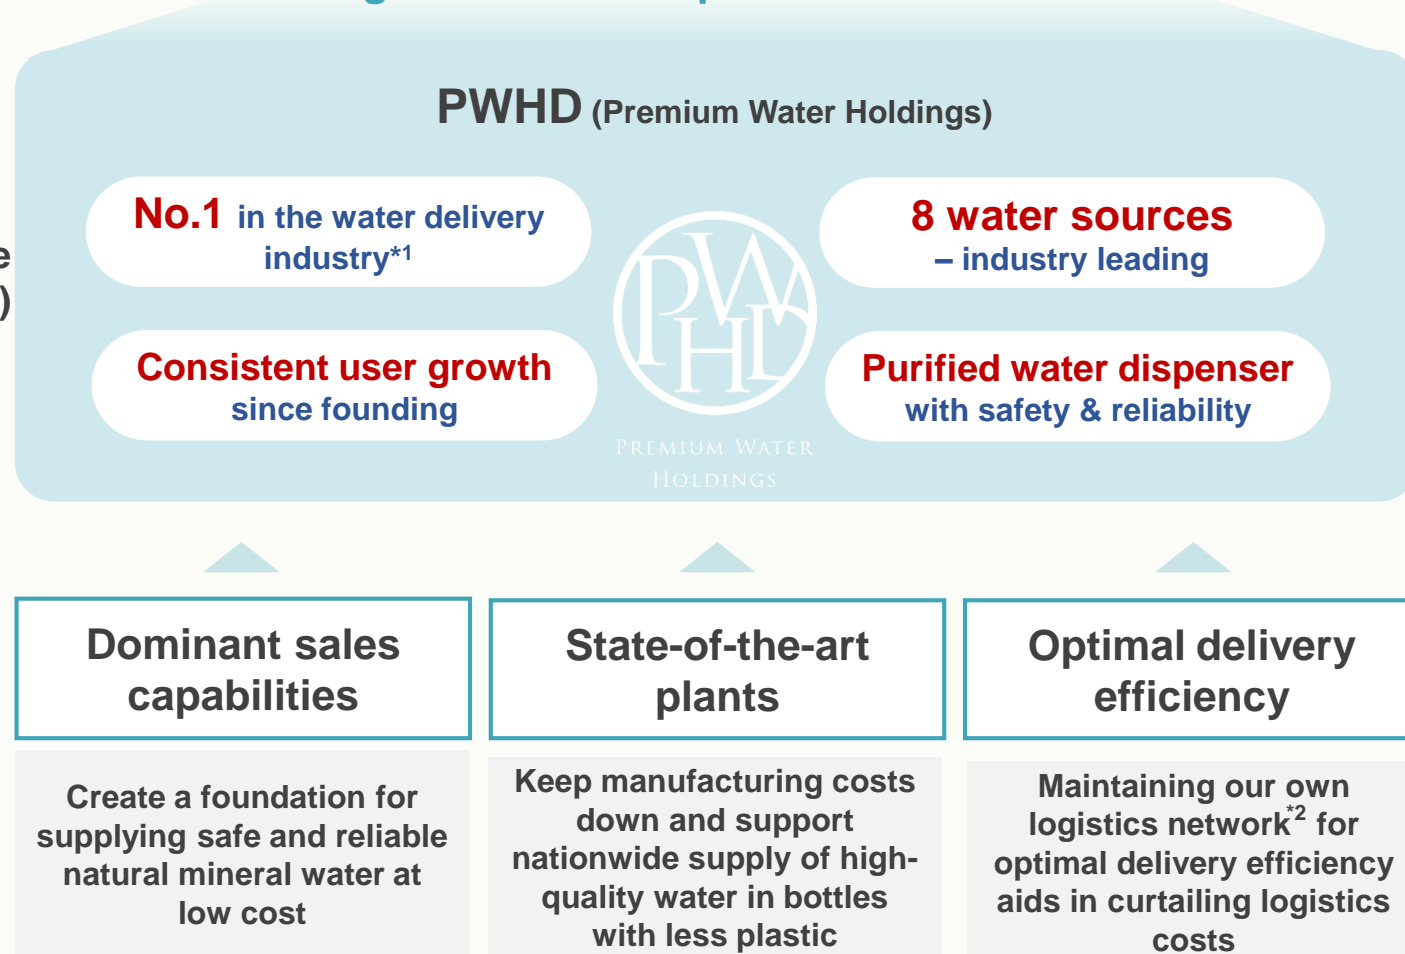 PWHD (Premium Water Holdings)
No.1 in the water delivery
industry*1
8 water sources
– industry leading
e
)
Consistent user growth
since founding
Purified water dispenser
with safety & reliability
PWHD
PREMIUM WATER
HOLDINGS
Dominant sales
capabilities
State-of-the-art
plants
Optimal delivery
efficiency
Create a foundation for
supplying safe and reliable
natural mineral water at
low cost
Keep manufacturing costs
down and support
nationwide supply of high-
quality water in bottles
with less plastic
Maintaining our own
logistics network*2 for
optimal delivery efficiency
aids in curtailing logistics
costs